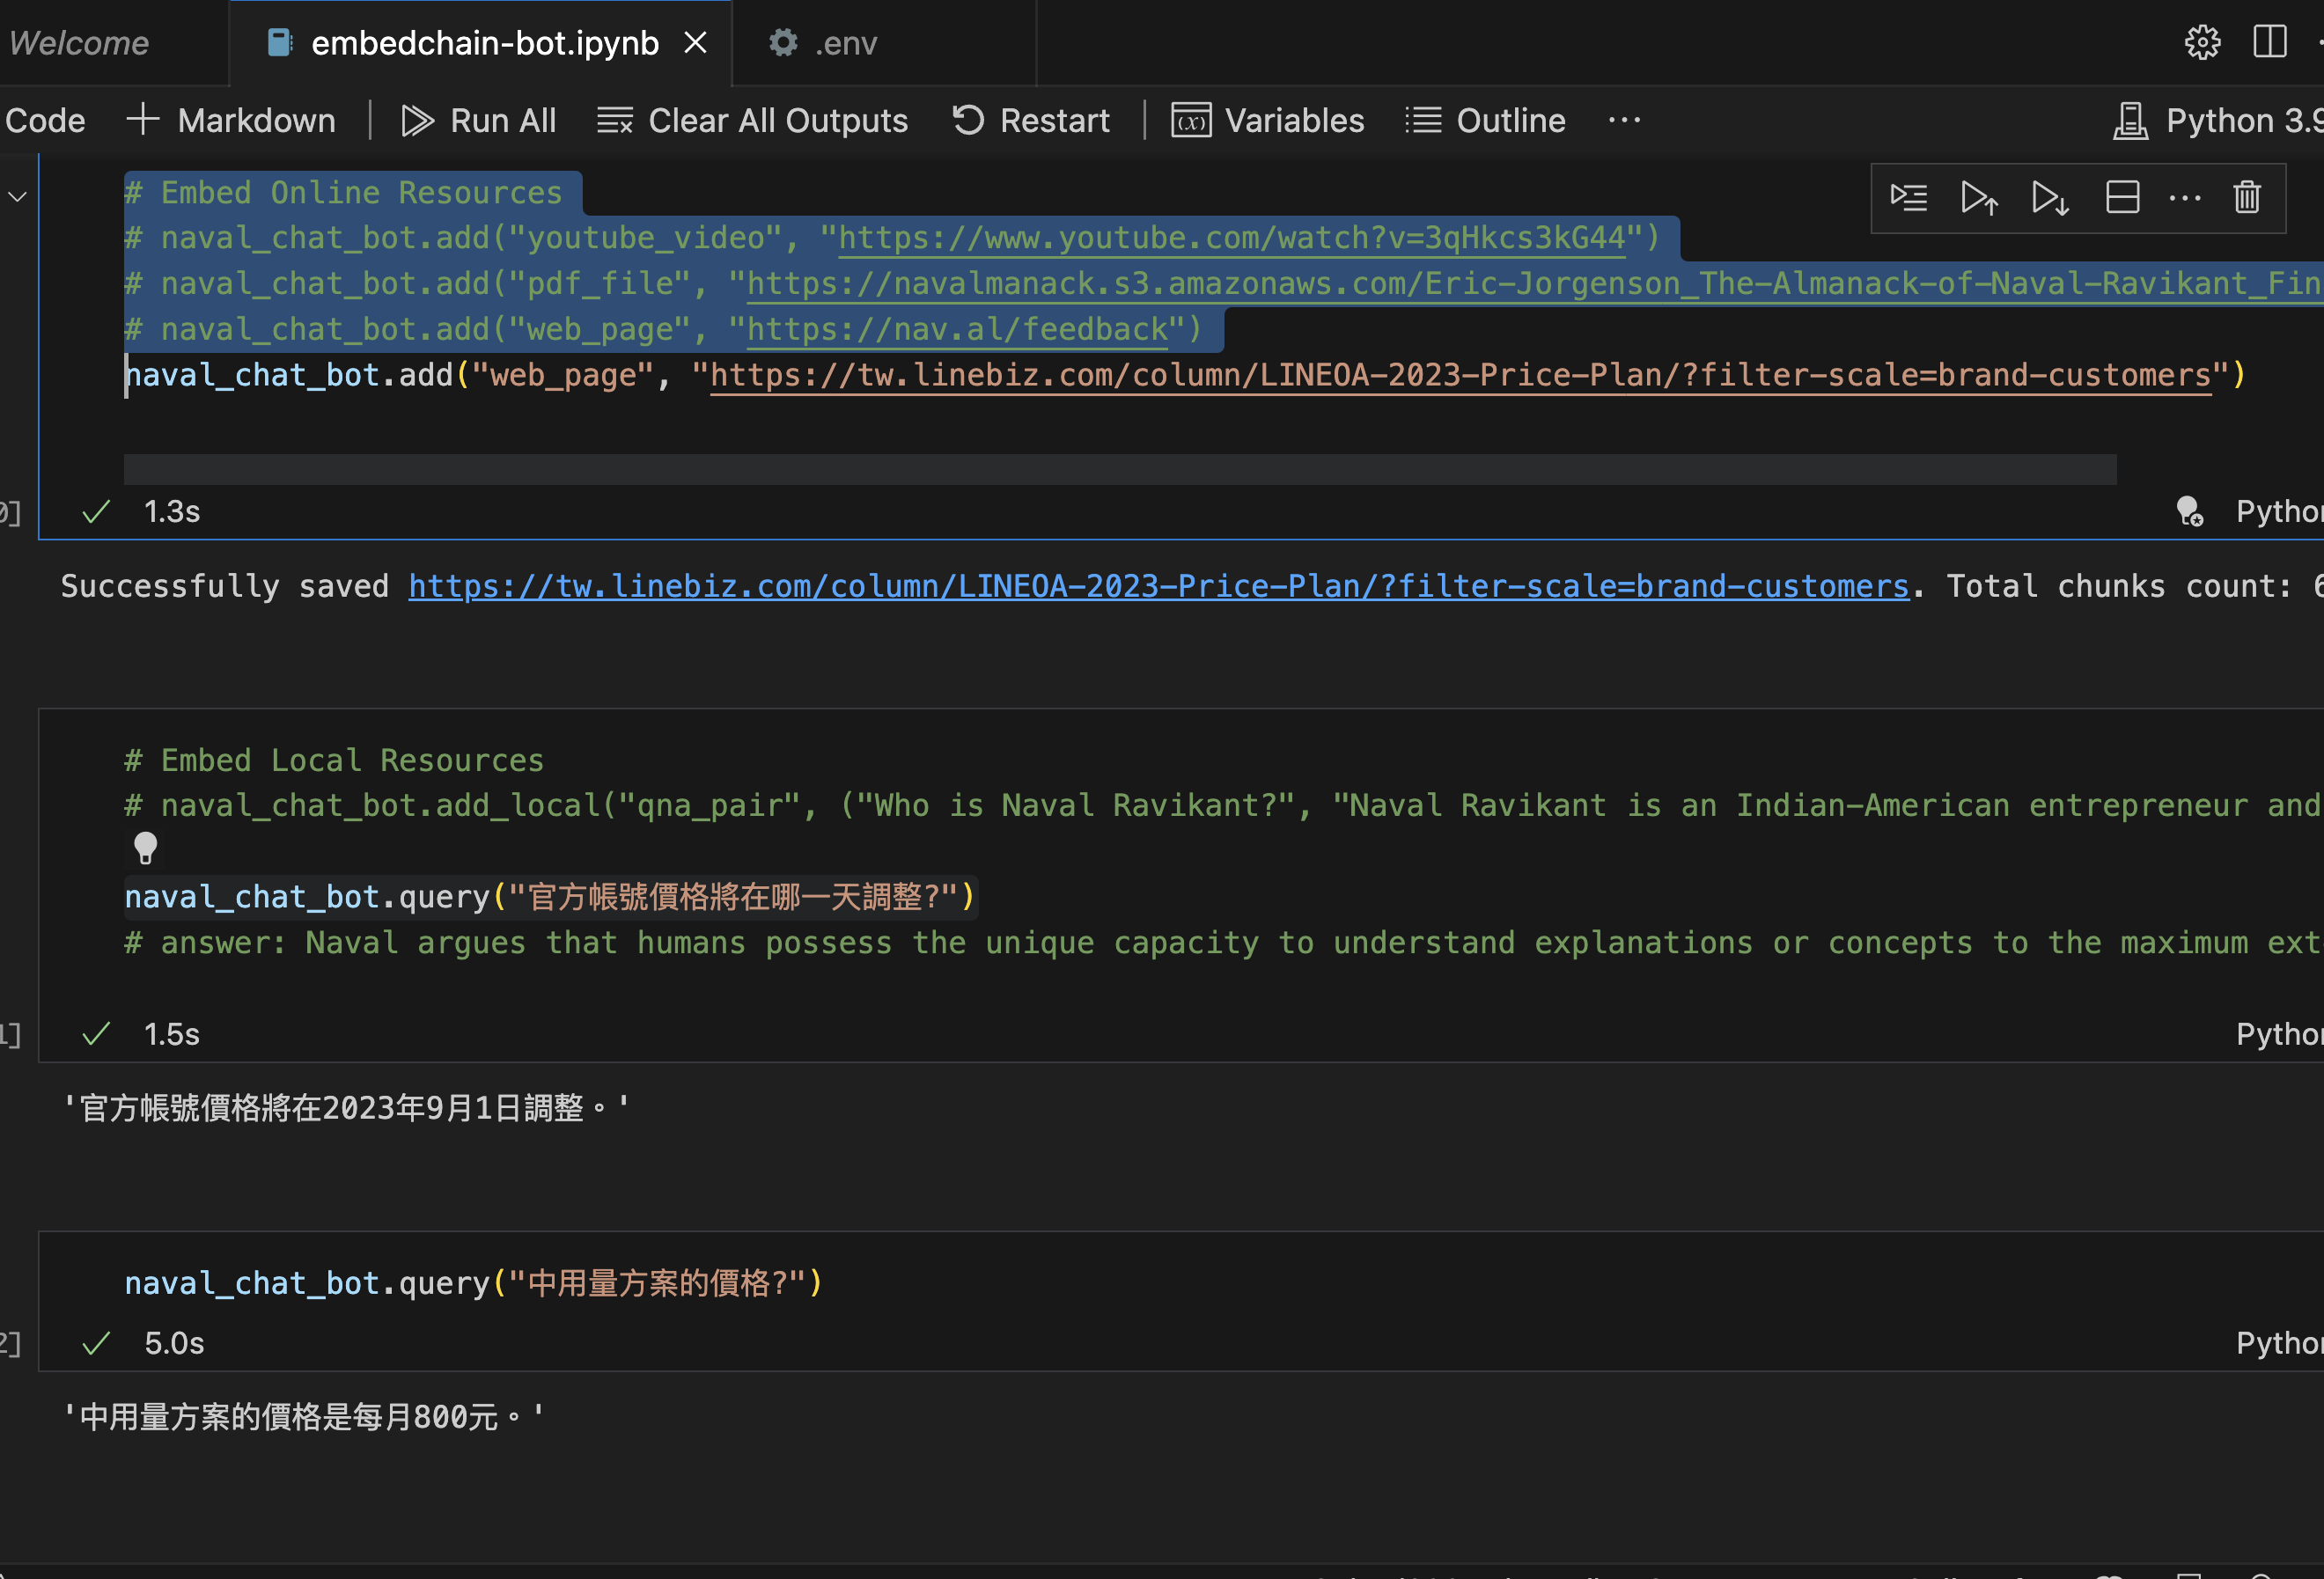 Welcome
embedchain-bot.ipynb
.env
Code
Markdown
Run All
Clear All Outputs
Restart
Variables
Outline
Python 3.9
# Embed Online Resources
# naval_chat_bot.add("youtube_video", "https://www.youtube.com/watch?v=3qHkcs3kG44")
# naval_chat_bot.add("pdf_file", "https://navalmanack.s3.amazonaws.com/Eric-Jorgenson_The-Almanack-of-Naval-Ravikant_Fin
# naval_chat_bot.add("web_page", "https://nav.al/feedback")
naval_chat_bot.add("web_page", "https://tw.linebiz.com/column/LINEOA-2023-Price-Plan/?filter-scale=brand-customers")
0]
1.3s
Python
Successfully saved https://tw.linebiz.com/column/LINEOA-2023-Price-Plan/?filter-scale=brand-customers. Total chunks count: 6
# Embed Local Resources
# naval_chat_bot.add_local("qna_pair", ("Who is Naval Ravikant?", "Naval Ravikant is an Indian-American entrepreneur and
naval_chat_bot.query("官方帳號價格將在哪一天調整?")
# answer: Naval argues that humans possess the unique capacity to understand explanations or concepts to the maximum ext
1]
1.5s
Python
'官方帳號價格將在2023年9月1日調整。'
naval_chat_bot.query("中用量方案的價格?")
2]
5.0s
Python
'中用量方案的價格是每月800元。'